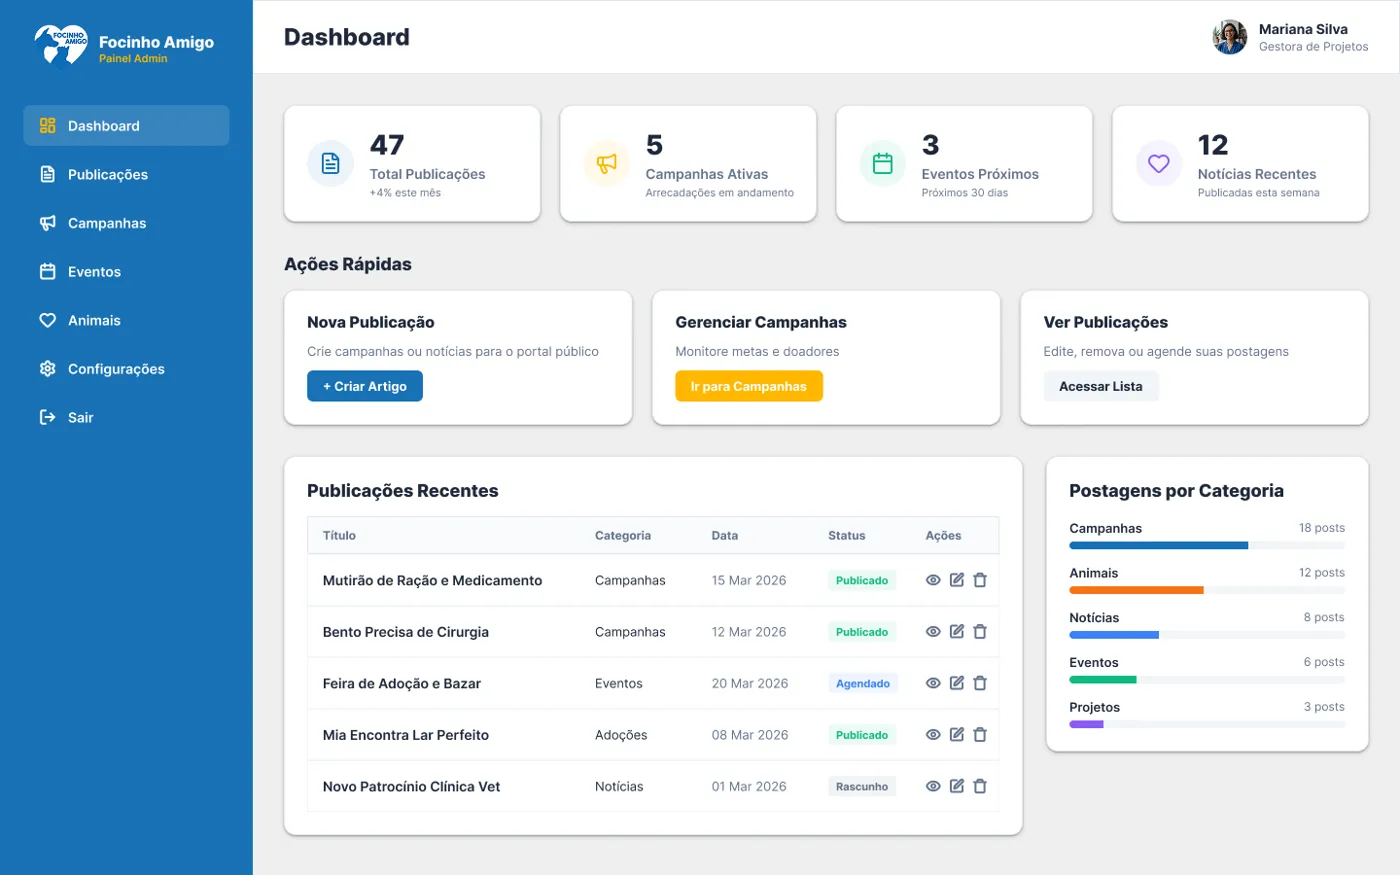 FOCINHO
AMIGO
Focinho Amigo
Painel Admin
Dashboard
Publicações
Campanhas
Eventos
Animais
Configurações
Sair
Dashboard
Mariana Silva
Gestora de Projetos
47
Total Publicações
+4% este mês
5
Campanhas Ativas
Arrecadações em andamento
3
Eventos Próximos
Próximos 30 dias
12
Notícias Recentes
Publicadas esta semana
Ações Rápidas
Nova Publicação
Crie campanhas ou notícias para o portal público
+ Criar Artigo
Gerenciar Campanhas
Monitore metas e doadores
Ir para Campanhas
Ver Publicações
Edite, remova ou agende suas postagens
Acessar Lista
Publicações Recentes
Título Categoria Data Status Ações
Mutirão de Ração e Medicamento Campanhas 15 Mar 2026 Publicado
Bento Precisa de Cirurgia Campanhas 12 Mar 2026 Publicado
Feira de Adoção e Bazar Eventos 20 Mar 2026 Agendado
Mia Encontra Lar Perfeito Adoções 08 Mar 2026 Publicado
Novo Patrocínio Clínica Vet Notícias 01 Mar 2026 Rascunho
Postagens por Categoria
Campanhas 18 posts
Animais 12 posts
Notícias 8 posts
Eventos 6 posts
Projetos 3 posts